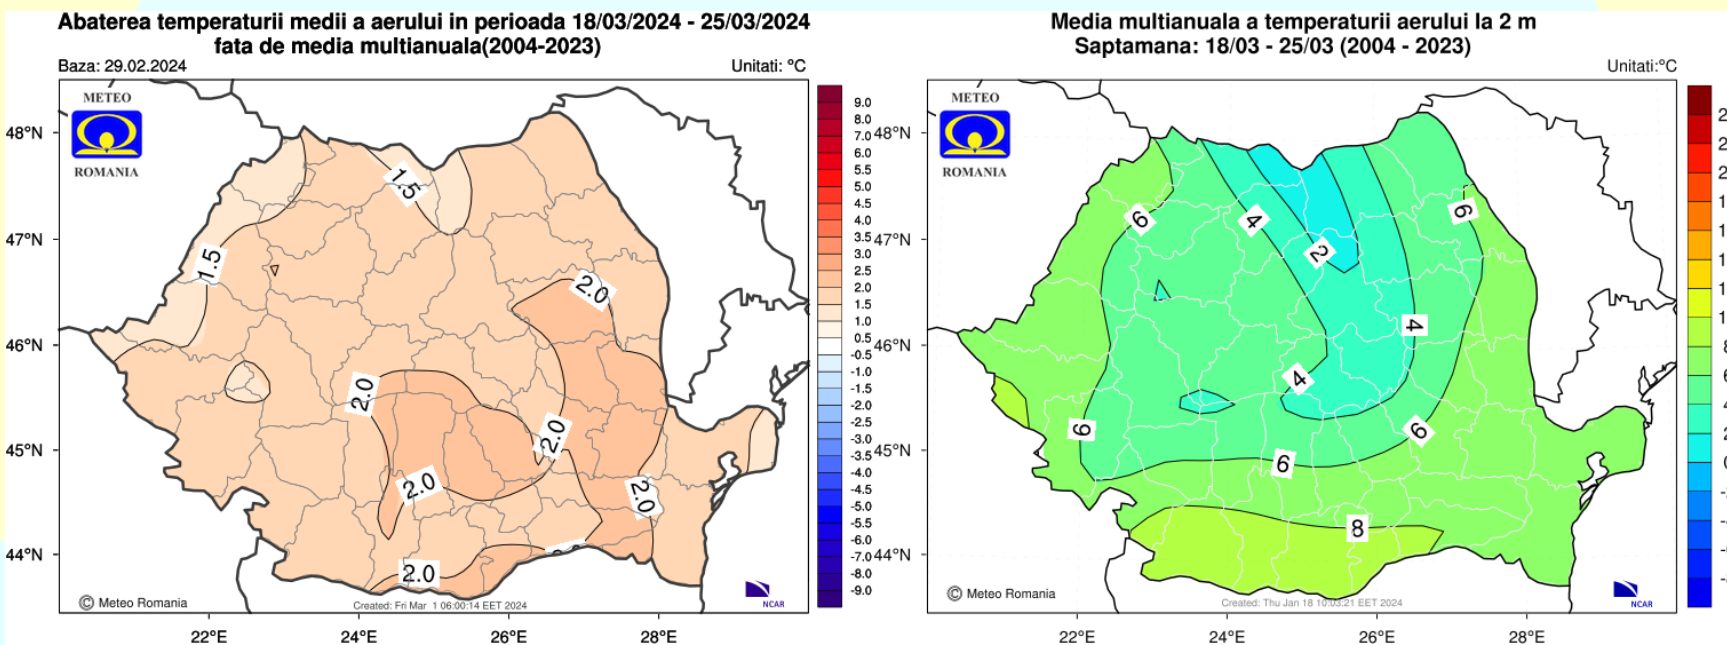 Abaterea temperaturii medii a aerului in perioada 18/03/2024 - 25/03/2024
fata de media multianuala(2004-2023)
Baza: 29.02.2024
Unitati: °C
METEO
ROMANIA
48°N
47°N
46°N
45°N
44°N
1.5
1.5
2.0
2.0
2.0
2.0
2.0
2.0
9.0
8.0
7.0
6.0
5.0
5.0
4.5
4.0
3.5
3.0
2.5
2.0
1.5
1.0
0.5
-0.5
-1.0
-1.5
-2.0
-2.5
-3.0
-3.5
-4.0
-4.5
-5.0
-5.5
-6.0
-7.0
-8.0
-9.0
© Meteo Romania
Created: Fri Mar 1 06:00:14 EET 2024
NCAR
22°E
24°E
26°E
28°E
Media multianuala a temperaturii aerului la 2 m
Saptamana: 18/03 - 25/03 (2004 - 2023)
Unitati:°C
METEO
ROMANIA
48°N
47°N
46°N
45°N
44°N
6
4
2
6
4
4
6
6
6
8
© Meteo Romania
Created: Thu Jan 18 10:03:21 EET 2024
NCAR
22°E
24°E
26°E
28°E